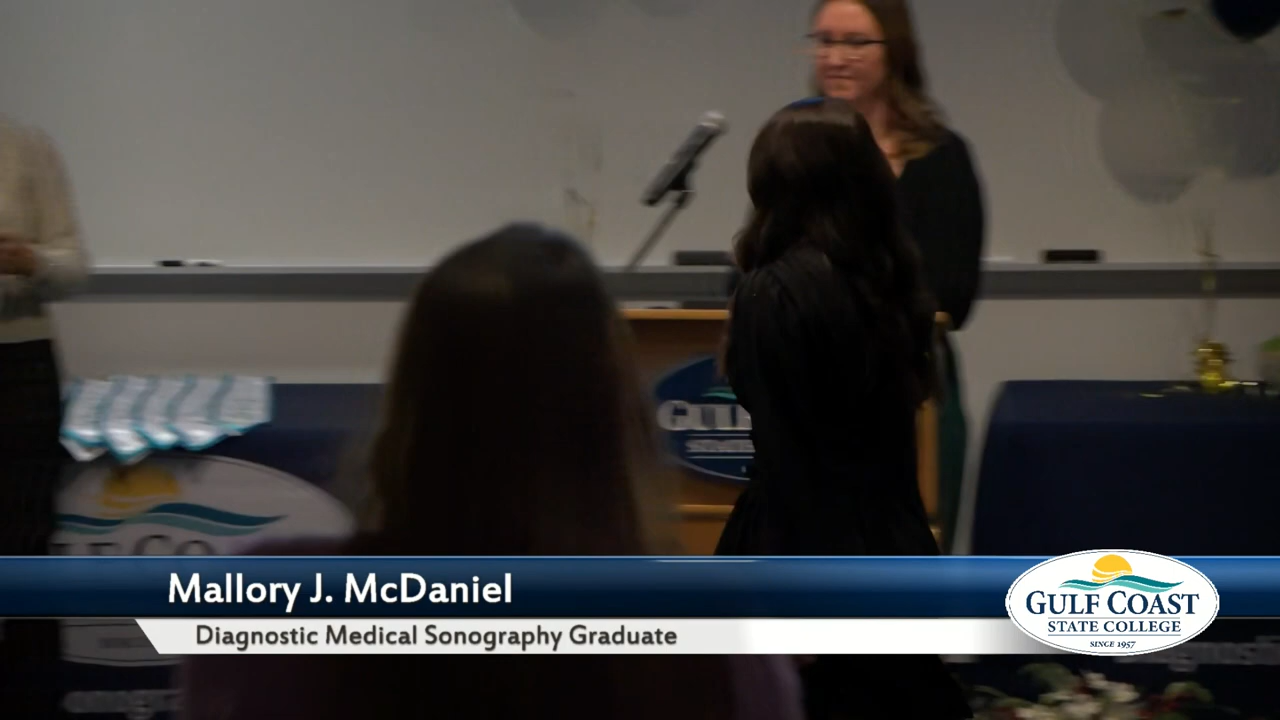 Mallory J. McDaniel
Diagnostic Medical Sonography Graduate
GULF COAST
STATE COLLEGE
SINCE 1957